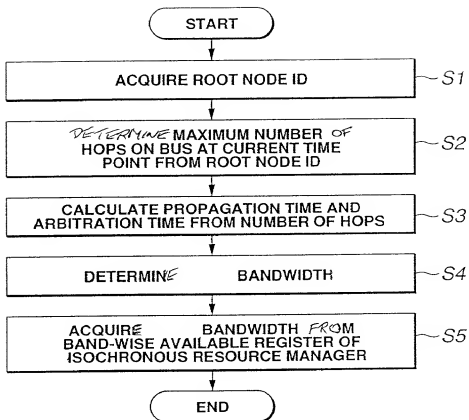 START
ACQUIRE ROOT NODE ID
S1
DETERMINE MAXIMUM NUMBER OF
HOPS ON BUS AT CURRENT TIME
POINT FROM ROOT NODE ID
S2
CALCULATE PROPAGATION TIME AND
ARBITRATION TIME FROM NUMBER OF HOPS
S3
DETERMINE BANDWIDTH
S4
ACQUIRE BANDWIDTH FROM
BAND-WISE AVAILABLE REGISTER OF
ISOCHRONOUS RESOURCE MANAGER
S5
END